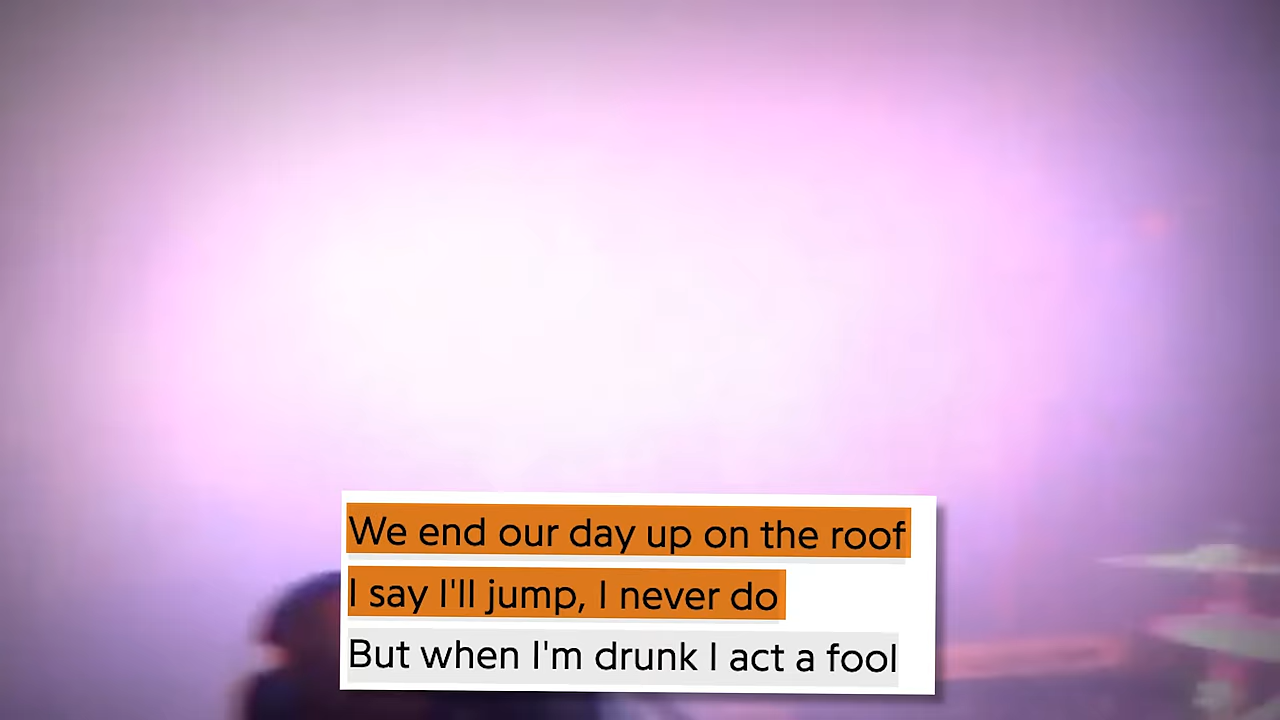 We end our day up on the roof
I say I'll jump, I never do
But when I'm drunk I act a fool